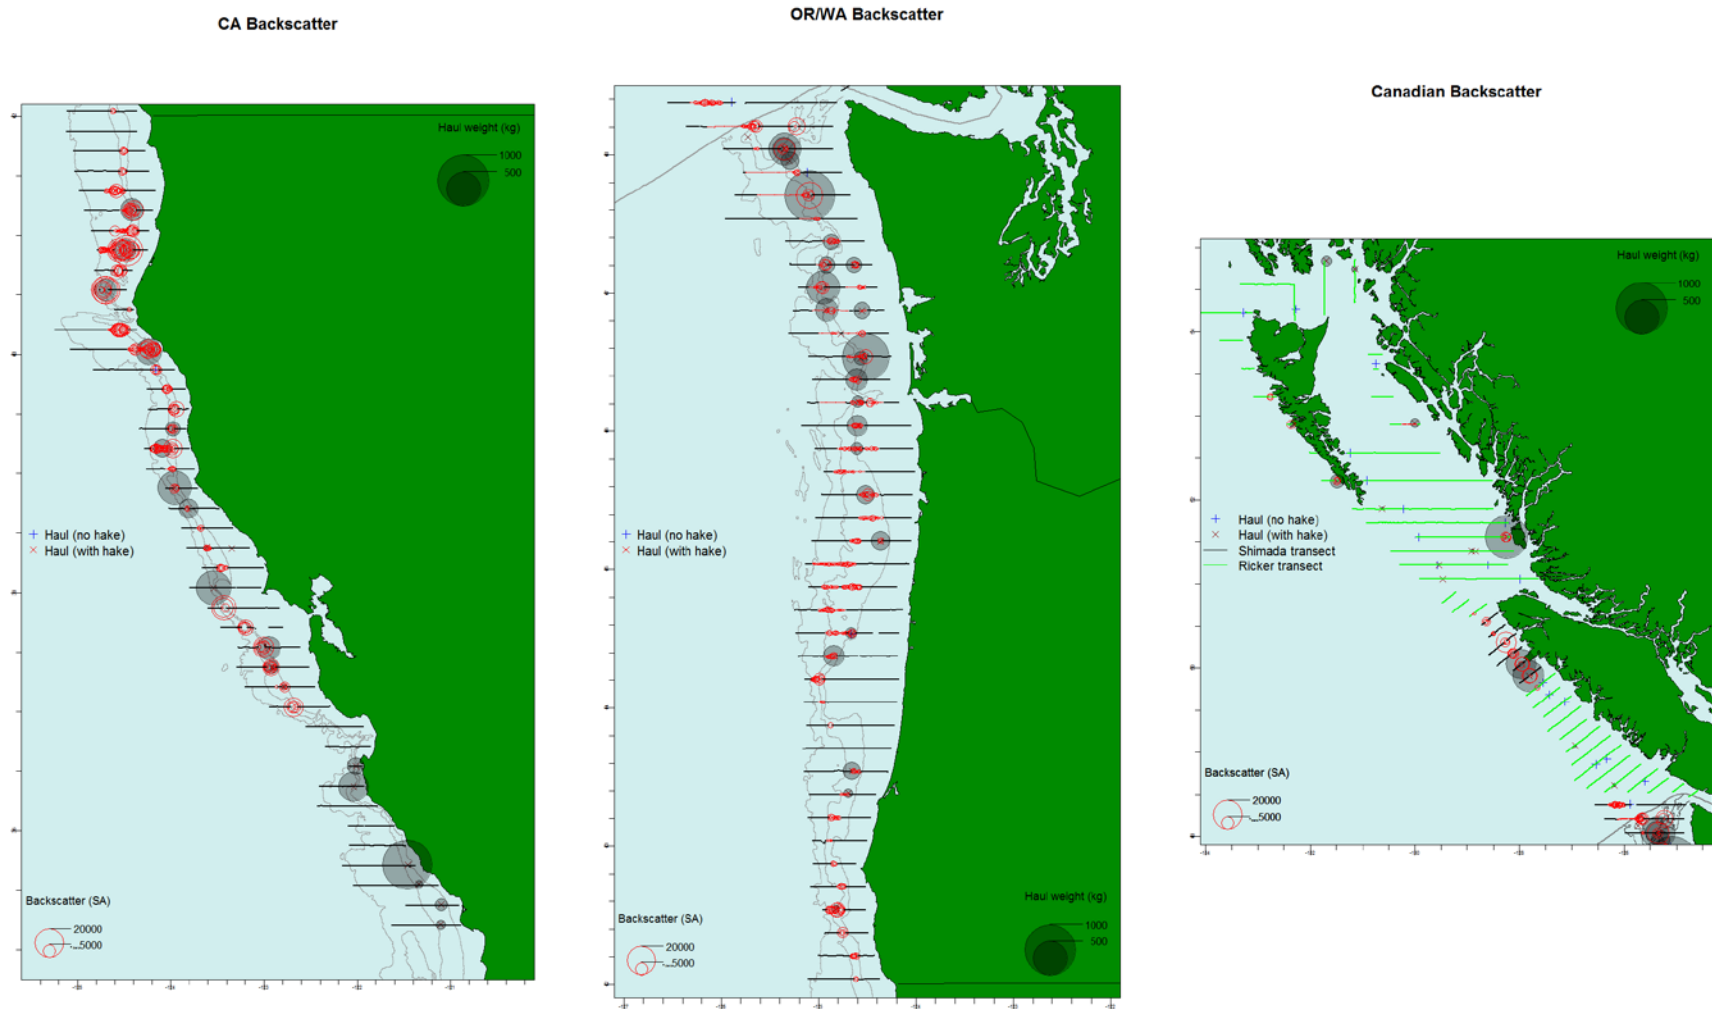 CA Backscatter
Haul weight (kg)
1000
500
+ Haul (no hake)
× Haul (with hake)
Backscatter (SA)
20000
5000
OR/WA Backscatter
+ Haul (no hake)
× Haul (with hake)
Backscatter (SA)
20000
5000
Haul weight (kg)
1000
500
Canadian Backscatter
Haul weight (kg)
1000
500
+ Haul (no hake)
× Haul (with hake)
Shimada transect
Ricker transect
Backscatter (SA)
20000
5000